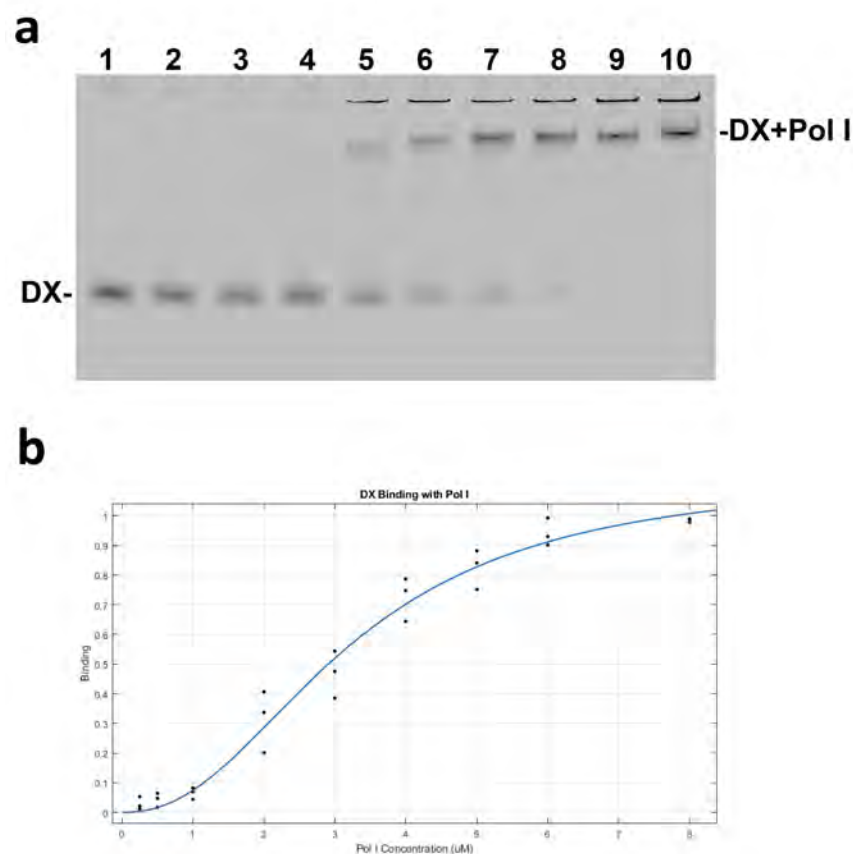 a
1 2 3 4 5 6 7 8 9 10
-DX+Pol I
DX-
b
DX Binding with Pol I
1
0.9
0.8
0.7
0.6
0.5
0.4
0.3
0.2
0.1
0
Binding
0 1 2 3 4 5 6 7 8
Pol I Concentration (uM)